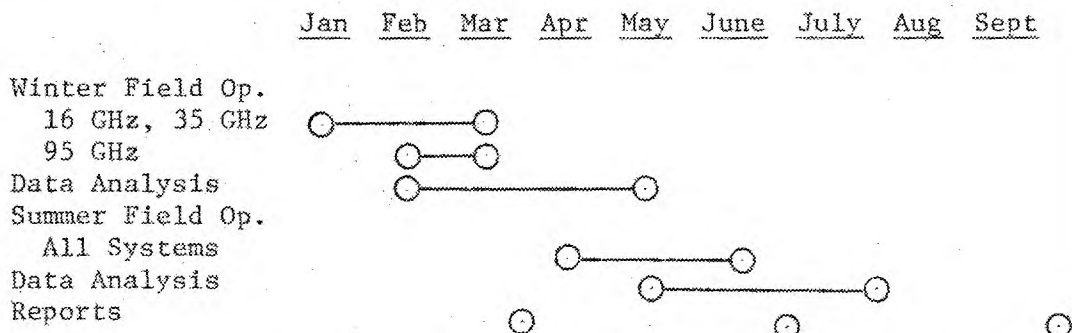 Jan Feb Mar Apr May June July Aug Sept
Winter Field Op.
16 GHz, 35 GHz
95 GHz
Data Analysis
Summer Field Op.
All Systems
Data Analysis
Reports